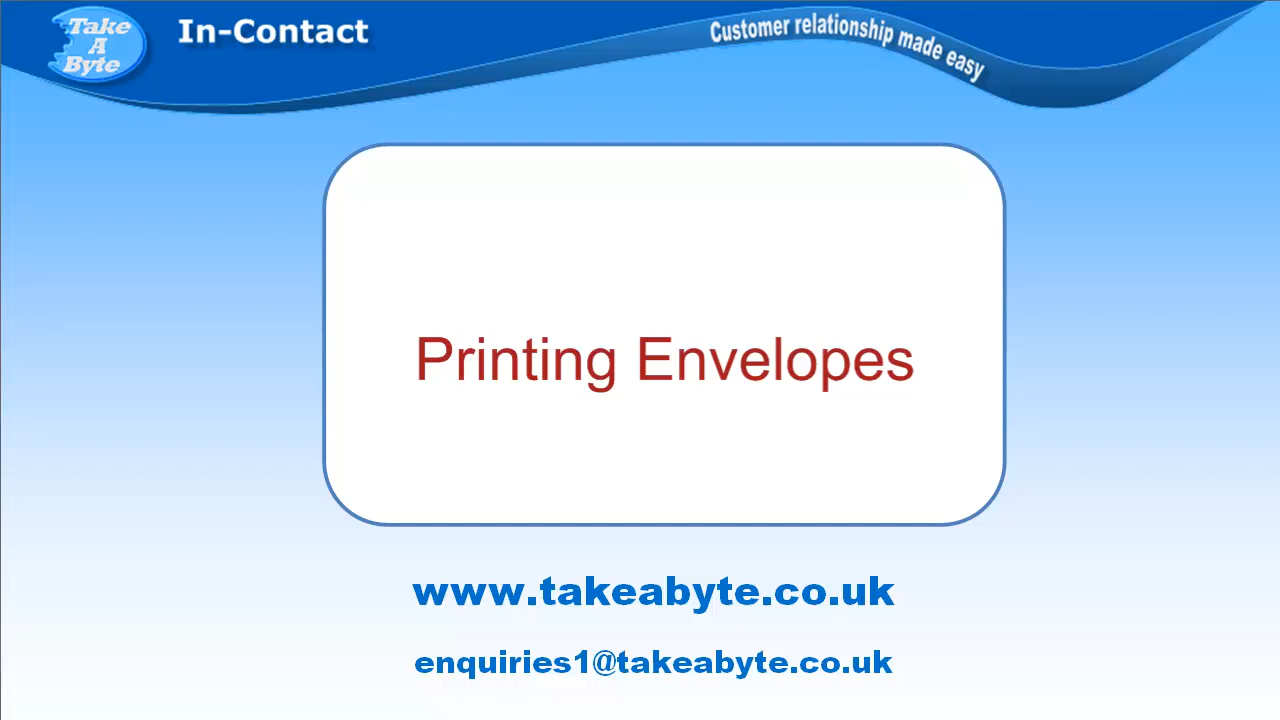 Take
A
Byte
In-Contact
Customer relationship made easy
Printing Envelopes
www.takeabyte.co.uk
enquiries1@takeabyte.co.uk